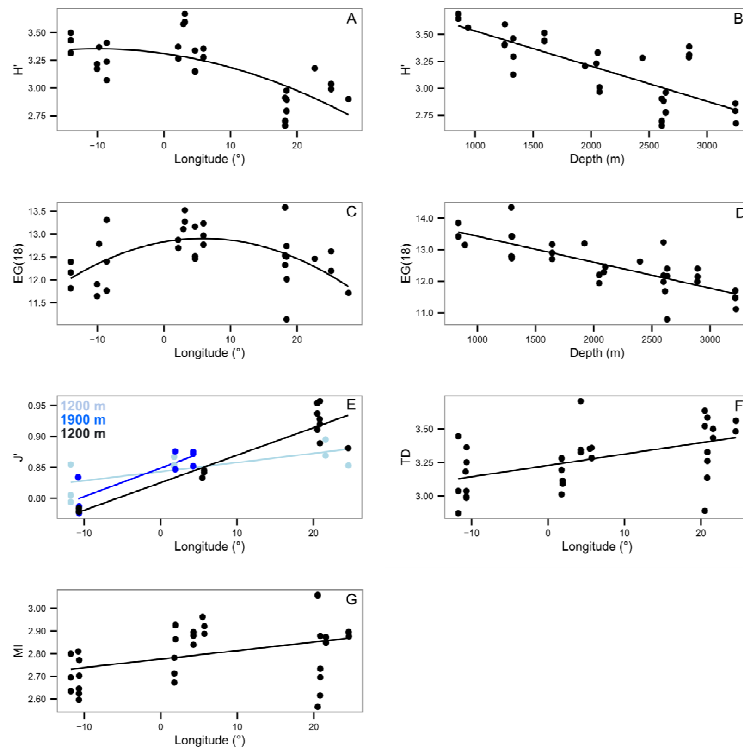 A
H'
3.50
3.25
3.00
2.75
−10
0
10
20
Longitude (°)
B
H'
3.50
3.25
3.00
2.75
1000
1500
2000
2500
3000
Depth (m)
C
EG(18)
13.5
13.0
12.5
12.0
11.5
−10
0
10
20
Longitude (°)
D
EG(18)
14.0
13.0
12.0
11.0
1000
1500
2000
2500
3000
Depth (m)
1200 m
1900 m
1200 m
E
J'
0.95
0.90
0.85
0.80
−10
0
10
20
Longitude (°)
F
TD
3.50
3.25
3.00
−10
0
10
20
Longitude (°)
G
MI
3.00
2.90
2.80
2.70
2.60
−10
0
10
20
Longitude (°)